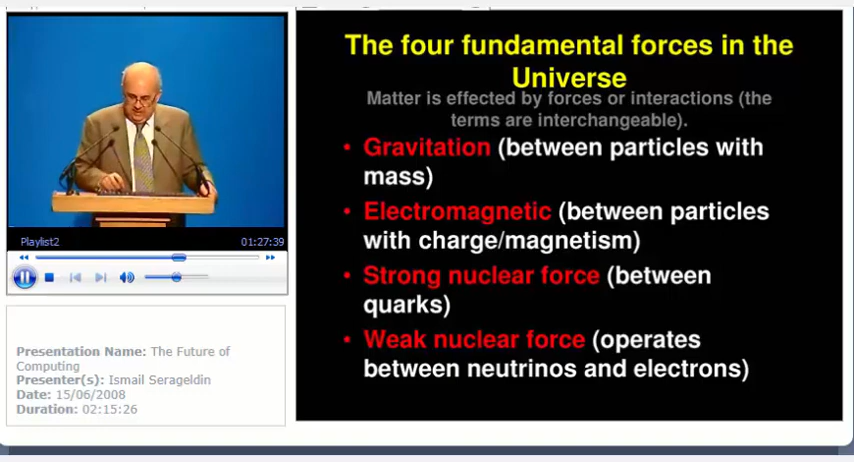 The four fundamental forces in the
Universe
Matter is effected by forces or interactions (the
terms are interchangeable).
• Gravitation (between particles with
mass)
• Electromagnetic (between particles
with charge/magnetism)
• Strong nuclear force (between
quarks)
• Weak nuclear force (operates
between neutrinos and electrons)
Playlist2 01:27:39
Presentation Name: The Future of
Computing
Presenter(s): Ismail Serageldin
Date: 15/06/2008
Duration: 02:15:26